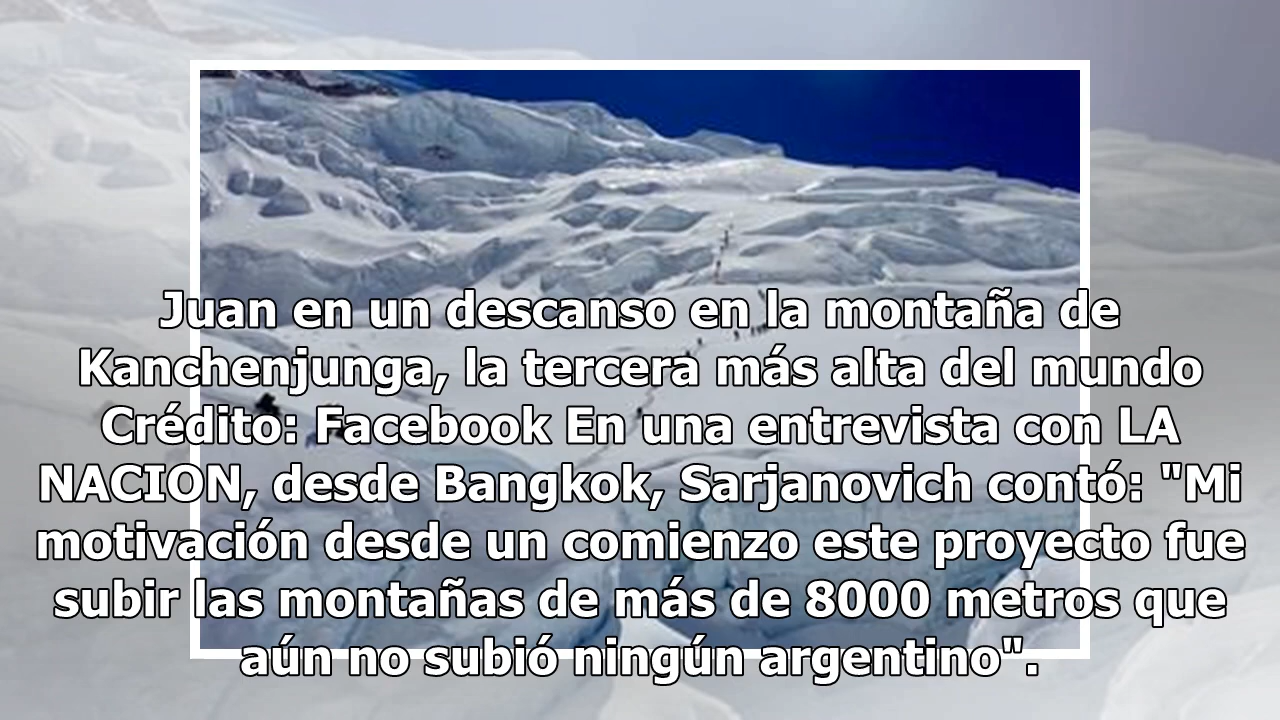 Juan en un descanso en la montaña de
Kanchenjunga, la tercera más alta del mundo
Crédito: Facebook En una entrevista con LA
NACION, desde Bangkok, Sarjanovich contó: "Mi
motivación desde un comienzo este proyecto fue
subir las montañas de más de 8000 metros que
aún no subió ningún argentino".